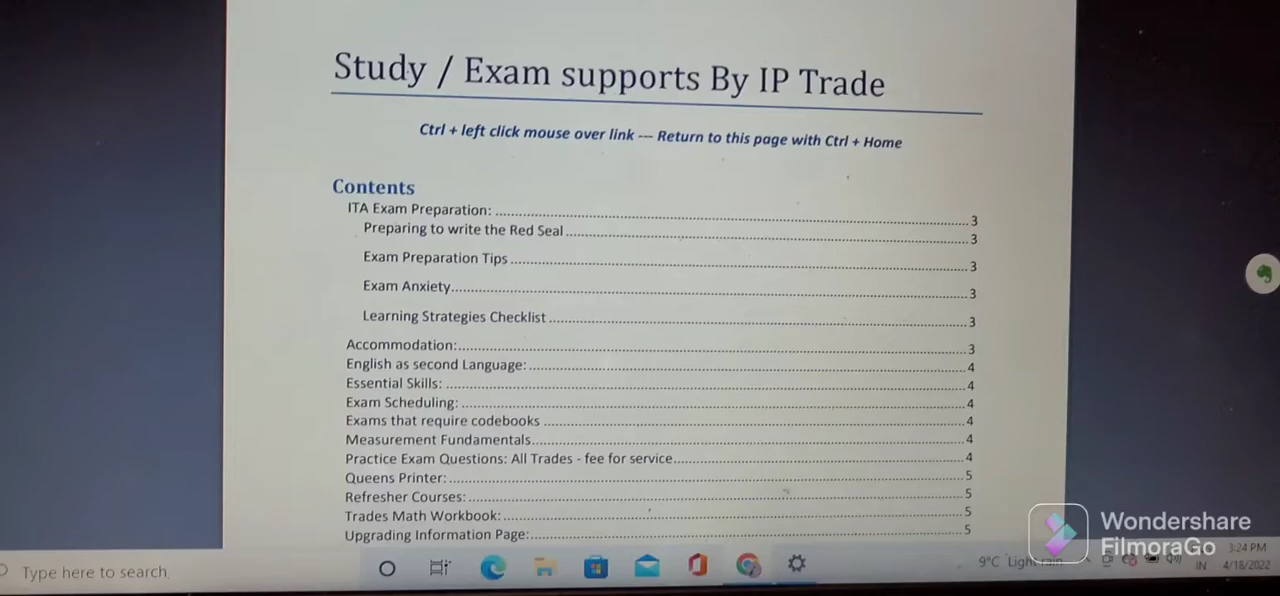 Study / Exam supports By IP Trade
Ctrl + left click mouse over link --- Return to this page with Ctrl + Home
Contents
ITA Exam Preparation: ........ 3
Preparing to write the Red Seal ........ 3
Exam Preparation Tips ........ 3
Exam Anxiety ........ 3
Learning Strategies Checklist ........ 3
Accommodation: ........ 3
English as second Language: ........ 4
Essential Skills: ........ 4
Exam Scheduling: ........ 4
Exams that require codebooks ........ 4
Measurement Fundamentals ........ 4
Practice Exam Questions: All Trades - fee for service ........ 4
Queens Printer: ........ 5
Refresher Courses: ........ 5
Trades Math Workbook: ........ 5
Upgrading Information Page: ........ 5
Wondershare
FilmoraGo
Type here to search
9°C Light rain
IN
3:24 PM
4/18/2022